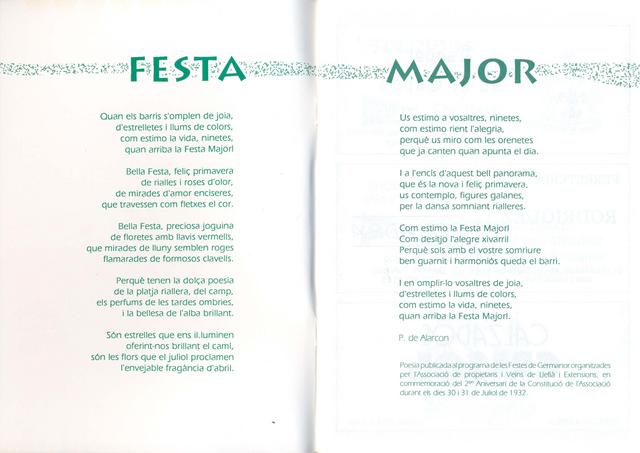 FESTA MAJOR
Quan els barris s'omplen de joia,
d'estrelletes i llums de colors,
com estimo la vida, ninetes,
quan arriba la Festa Major!
Bella Festa, feliç primavera
de rialles i roses d'olor,
de mirades d'amor enciseres,
que travessen com fletxes el cor.
Bella Festa, preciosa joguina
de floretes amb llavis vermells,
que mirades de lluny semblen roges
flamarades de formosos clavells.
Perquè tenen la dolça poesia
de la platja riallera, del camp,
els perfums de les tardes ombries,
i la bellesa de l'alba brillant.
Són estrelles que ens il.luminen
oferint-nos brillant el camí,
són les flors que el juliol proclamen
l'envejable fragància d'abril.
Us estimo a vosaltres, ninetes,
com estimo rient l'alegria,
perquè us miro com les orenetes
que ja canten quan apunta el dia.
I a l'encís d'aquest bell panorama,
que és la nova i feliç primavera,
us contemplo, figures galanes,
per la dansa somniant rialleres.
Com estimo la Festa Major!
Com desitjo l'alegre xivarri!
Perquè sols amb el vostre somriure
ben guarnit i harmoniós queda el barri.
I en omplir-lo vosaltres de joia,
d'estrelletes i llums de colors,
com estimo la vida, ninetes,
quan arriba la Festa Major!.
P. de Alarcon
Poesia publicada al programa de les Festes de Germanor organitzades
per l'Associació de propietaris i Veïns de Llefià i Extensions, en
commemoració del 2on Aniversari de la Constitució de l'Associació
durant els dies 30 i 31 de Juliol de 1932.